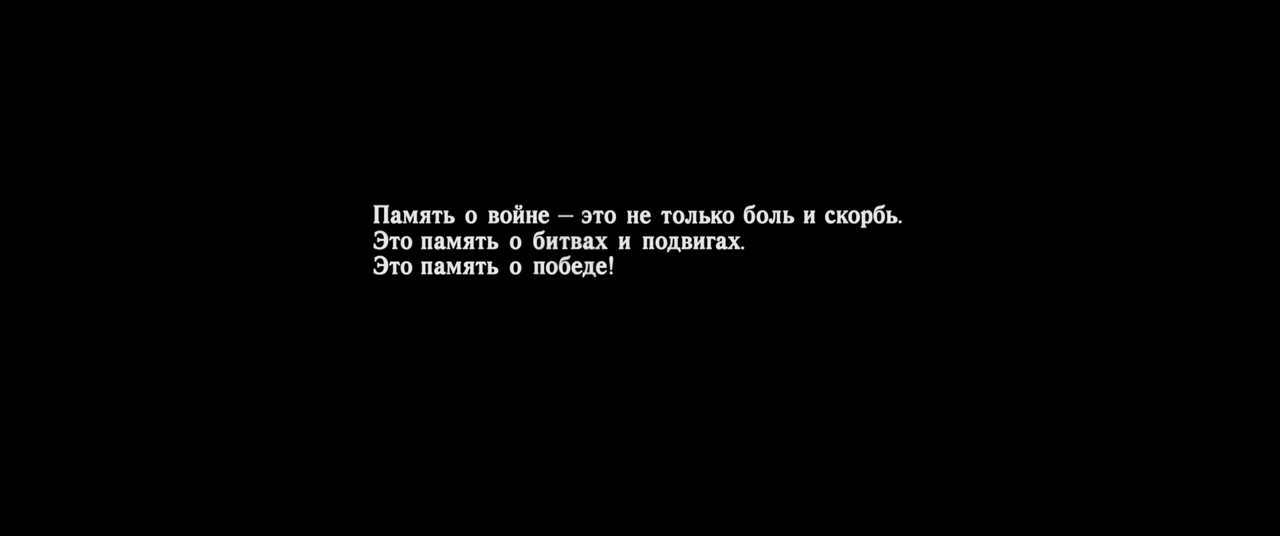 Память о войне – это не только боль и скорбь.
Это память о битвах и подвигах.
Это память о победе!